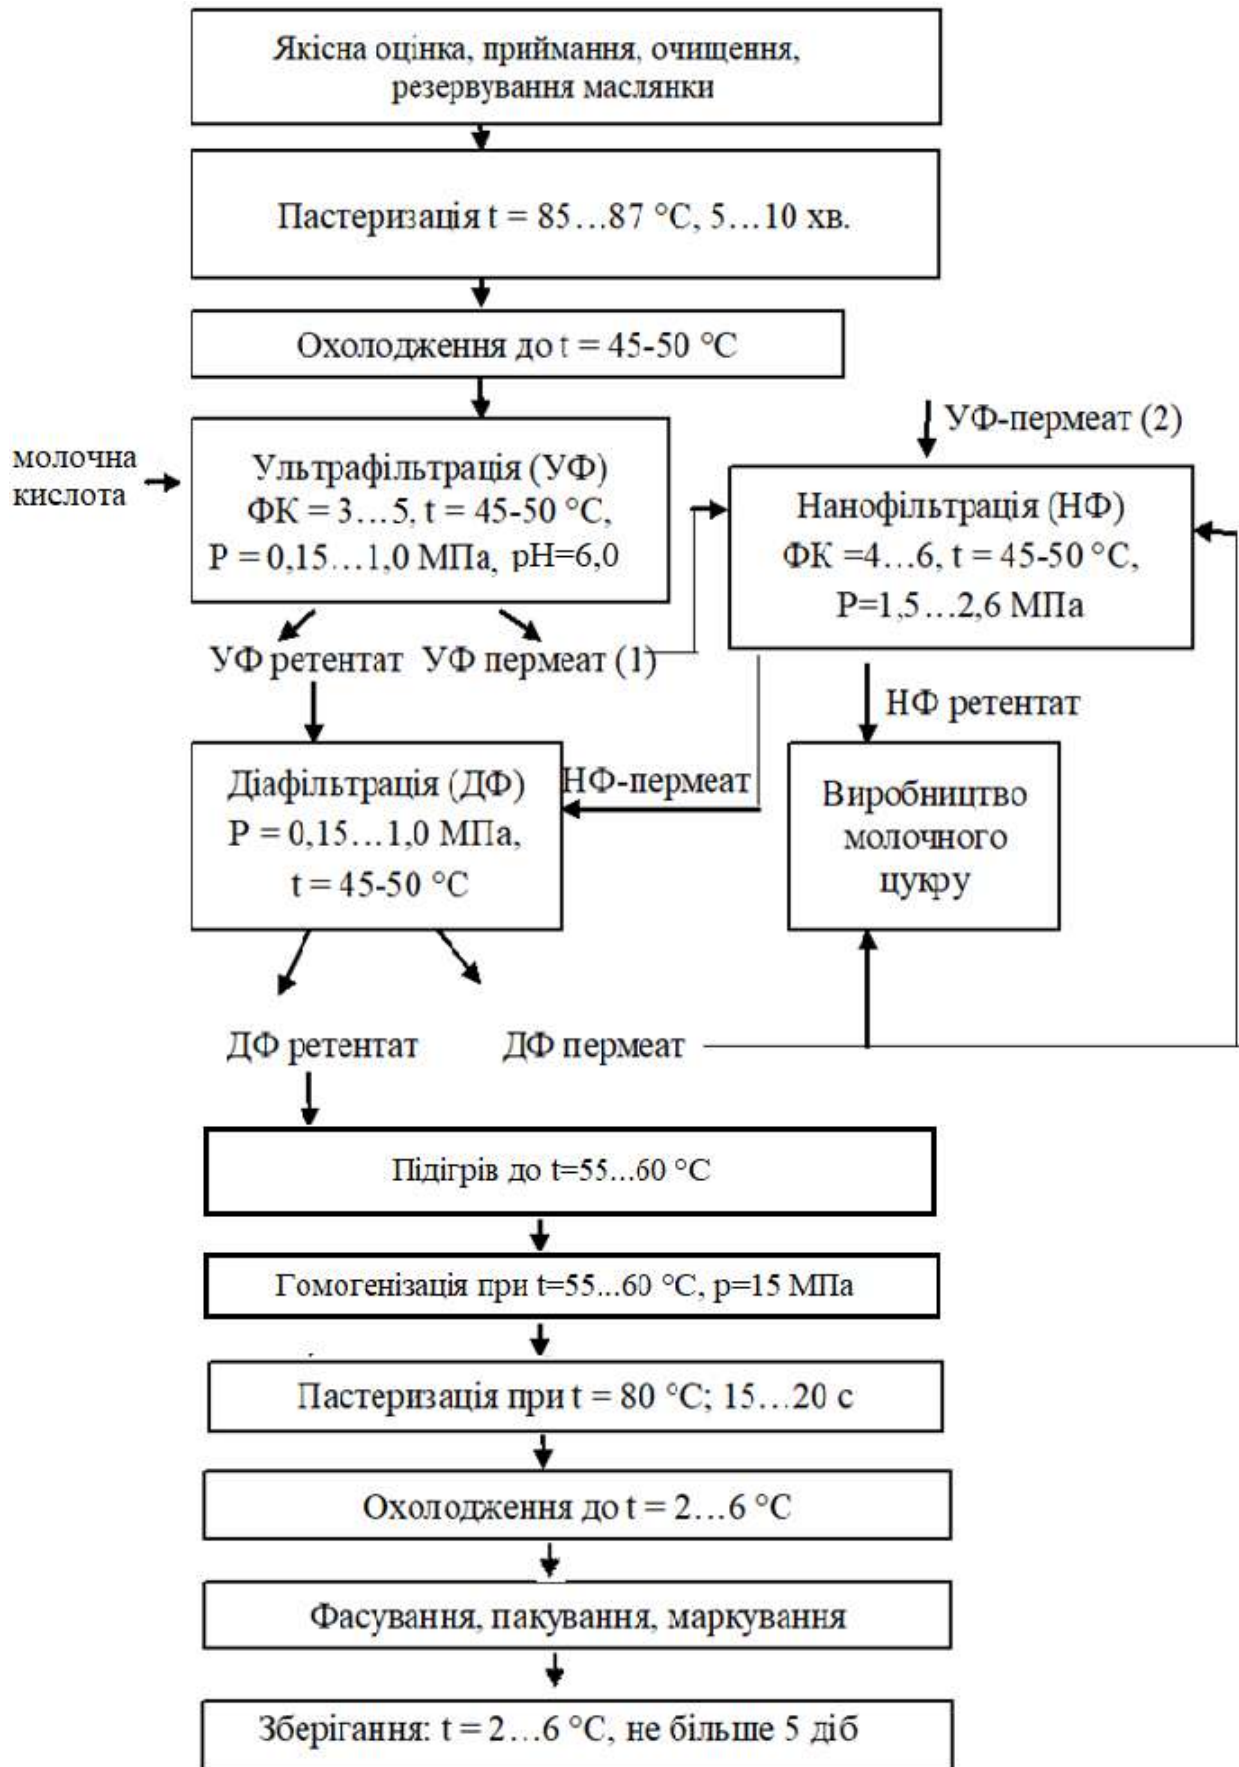 Якісна оцінка, приймання, очищення,
резервування маслянки
Пастеризація t = 85…87 °C, 5…10 хв.
Охолодження до t = 45-50 °C
УФ-пермеат (2)
молочна
кислота
Ультрафільтрація (УФ)
ФК = 3…5, t = 45-50 °C,
P = 0,15…1,0 МПа, pH=6,0
Нанофільтрація (НФ)
ФК =4…6, t = 45-50 °C,
P=1,5…2,6 МПа
УФ ретентат УФ пермеат (1)
НФ ретентат
Діафільтрація (ДФ)
P = 0,15…1,0 МПа,
t = 45-50 °C
НФ-пермеат
Виробництво
молочного
цукру
ДФ ретентат ДФ пермеат
Підігрів до t=55...60 °C
Гомогенізація при t=55...60 °C, p=15 МПа
Пастеризація при t = 80 °C; 15…20 с
Охолодження до t = 2…6 °C
Фасування, пакування, маркування
Зберігання: t = 2…6 °C, не більше 5 діб